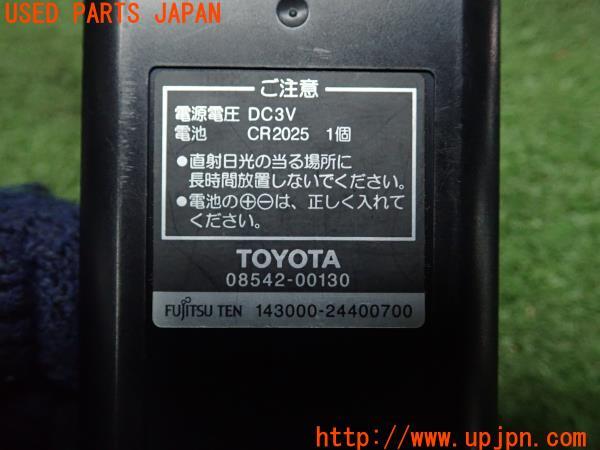 USED PARTS JAPAN
ご注意
電源電圧 DC3V
電池 CR2025 1個
●直射日光の当る場所に
長時間放置しないでください。
●電池の⊕⊖は、正しく入れて
ください。
TOYOTA
08542-00130
FUJITSU TEN 143000-24400700
http://www.upjpn.com/